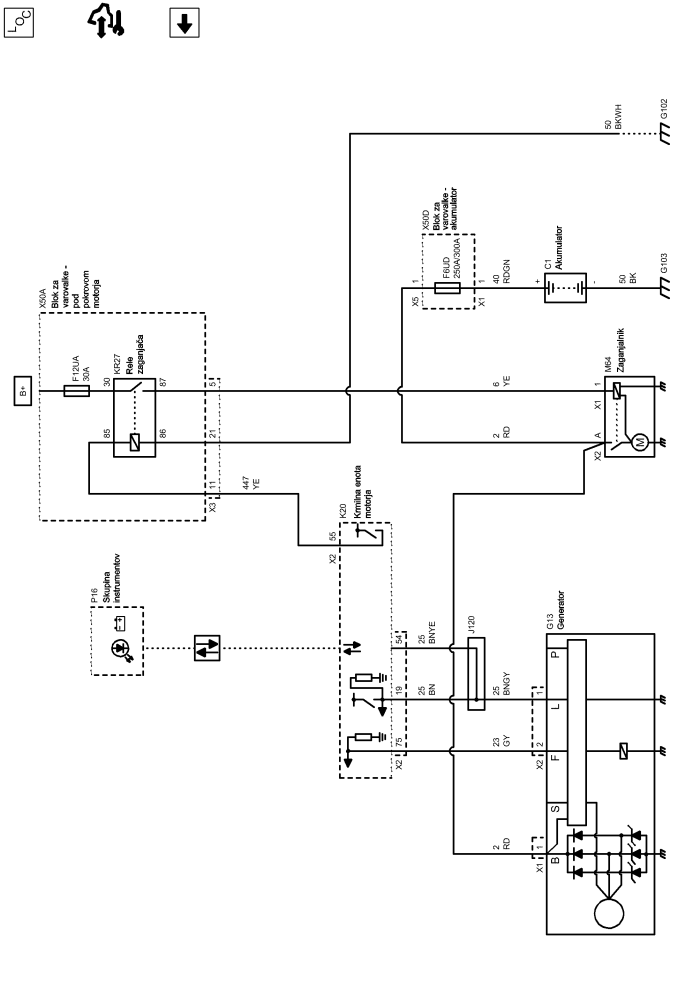 LOC
X50A
Blok za
varovalke -
pod
pokrovom
motorja
B+
F12UA
30A
KR27
Rele
zaganjača
30
87
85
86
5
21
11
X3
447
YE
P16
Skupina
instrumentov
- +
K20
Krmilna enota
motorja
X2
55
54
19
75
X2
25
BNYE
25
BN
J120
25
BNGY
23
GY
X2
2
1
G13
Generator
P
L
F
S
B
X1
1
2
RD
50
BKWH
G102
X50D
Blok za
varovalke -
akumulator
F6UD
250A/300A
X5
1
X1
1
40
RDGN
C1
Akumulator
+
-
50
BK
G103
6
YE
2
RD
M64
Zaganjalnik
X1
1
X2
A
M